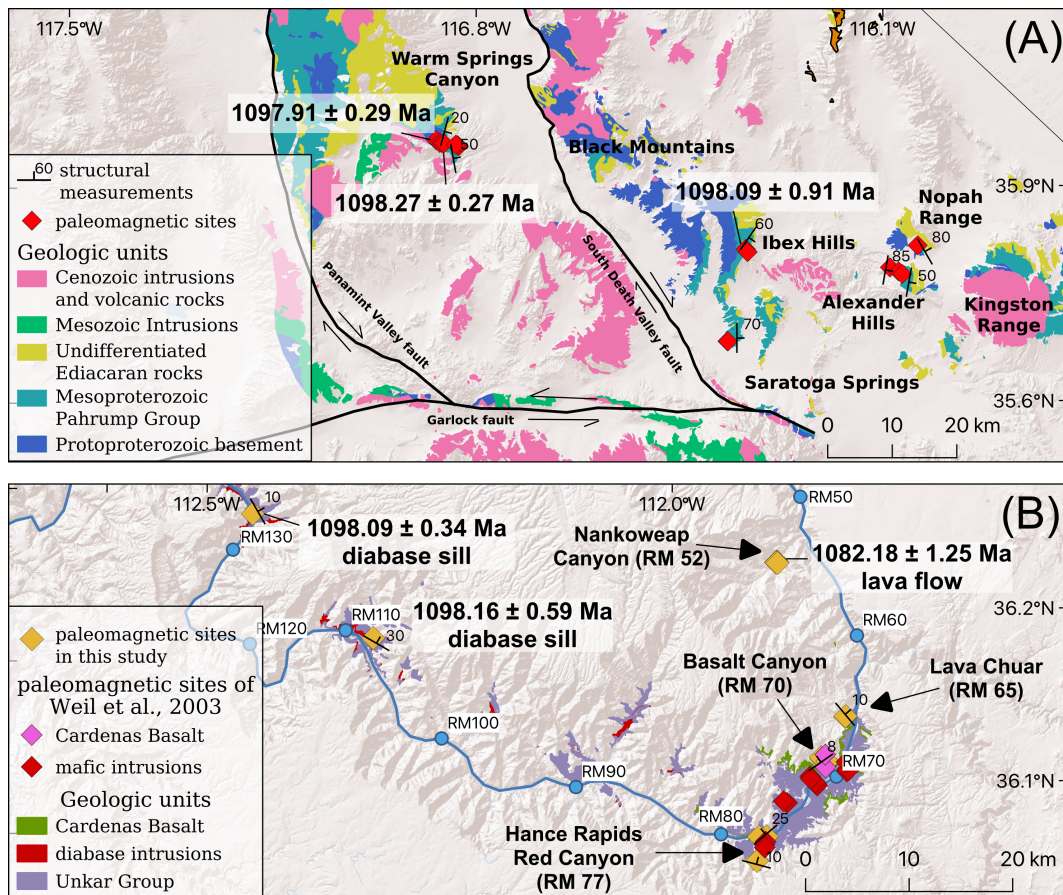 (A)
117.5°W
116.8°W
116.1°W
Warm Springs
Canyon
1097.91 ± 0.29 Ma
20
50
Black Mountains
1098.27 ± 0.27 Ma
1098.09 ± 0.91 Ma
35.9°N
Nopah
Range
60
Ibex Hills
80
85
50
Alexander
Hills
Kingston
Range
70
Saratoga Springs
35.6°N
Panamint Valley fault
South Death Valley fault
Garlock fault
0 10 20 km
60 structural
measurements
paleomagnetic sites
Geologic units
Cenozoic intrusions
and volcanic rocks
Mesozoic Intrusions
Undifferentiated
Ediacaran rocks
Mesoproterozoic
Pahrump Group
Protoproterozoic basement
(B)
112.5°W
112.0°W
RM50
10
1098.09 ± 0.34 Ma
diabase sill
RM130
Nankoweap
Canyon (RM 52)
1082.18 ± 1.25 Ma
lava flow
RM120
RM110
30
1098.16 ± 0.59 Ma
diabase sill
36.2°N
RM60
Basalt Canyon
(RM 70)
Lava Chuar
(RM 65)
10
RM100
8
RM70
RM90
36.1°N
RM80
25
10
Hance Rapids
Red Canyon
(RM 77)
0 10 20 km
paleomagnetic sites
in this study
paleomagnetic sites of
Weil et al., 2003
Cardenas Basalt
mafic intrusions
Geologic units
Cardenas Basalt
diabase intrusions
Unkar Group